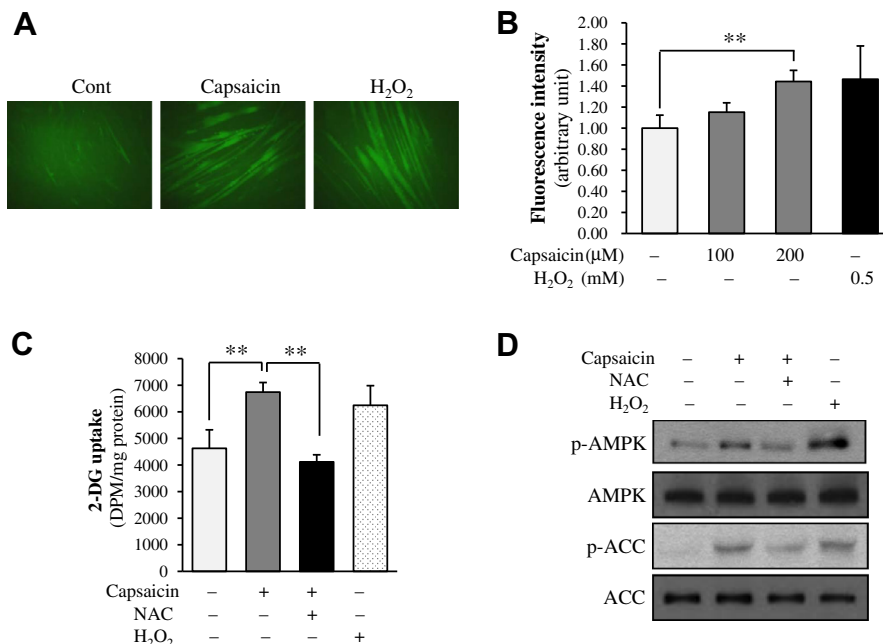 A
Cont Capsaicin H₂O₂
B
**
Fluorescence intensity
(arbitrary unit)
2.00
1.80
1.60
1.40
1.20
1.00
0.80
0.60
0.40
0.20
0.00
Capsaicin(μM) – 100 200 –
H₂O₂ (mM) – – – 0.5
C
** **
2-DG uptake
(DPM/mg protein)
8000
7000
6000
5000
4000
3000
2000
1000
0
Capsaicin – + + –
NAC – – + –
H₂O₂ – – – +
D
Capsaicin – + + –
NAC – – + –
H₂O₂ – – – +
p-AMPK
AMPK
p-ACC
ACC